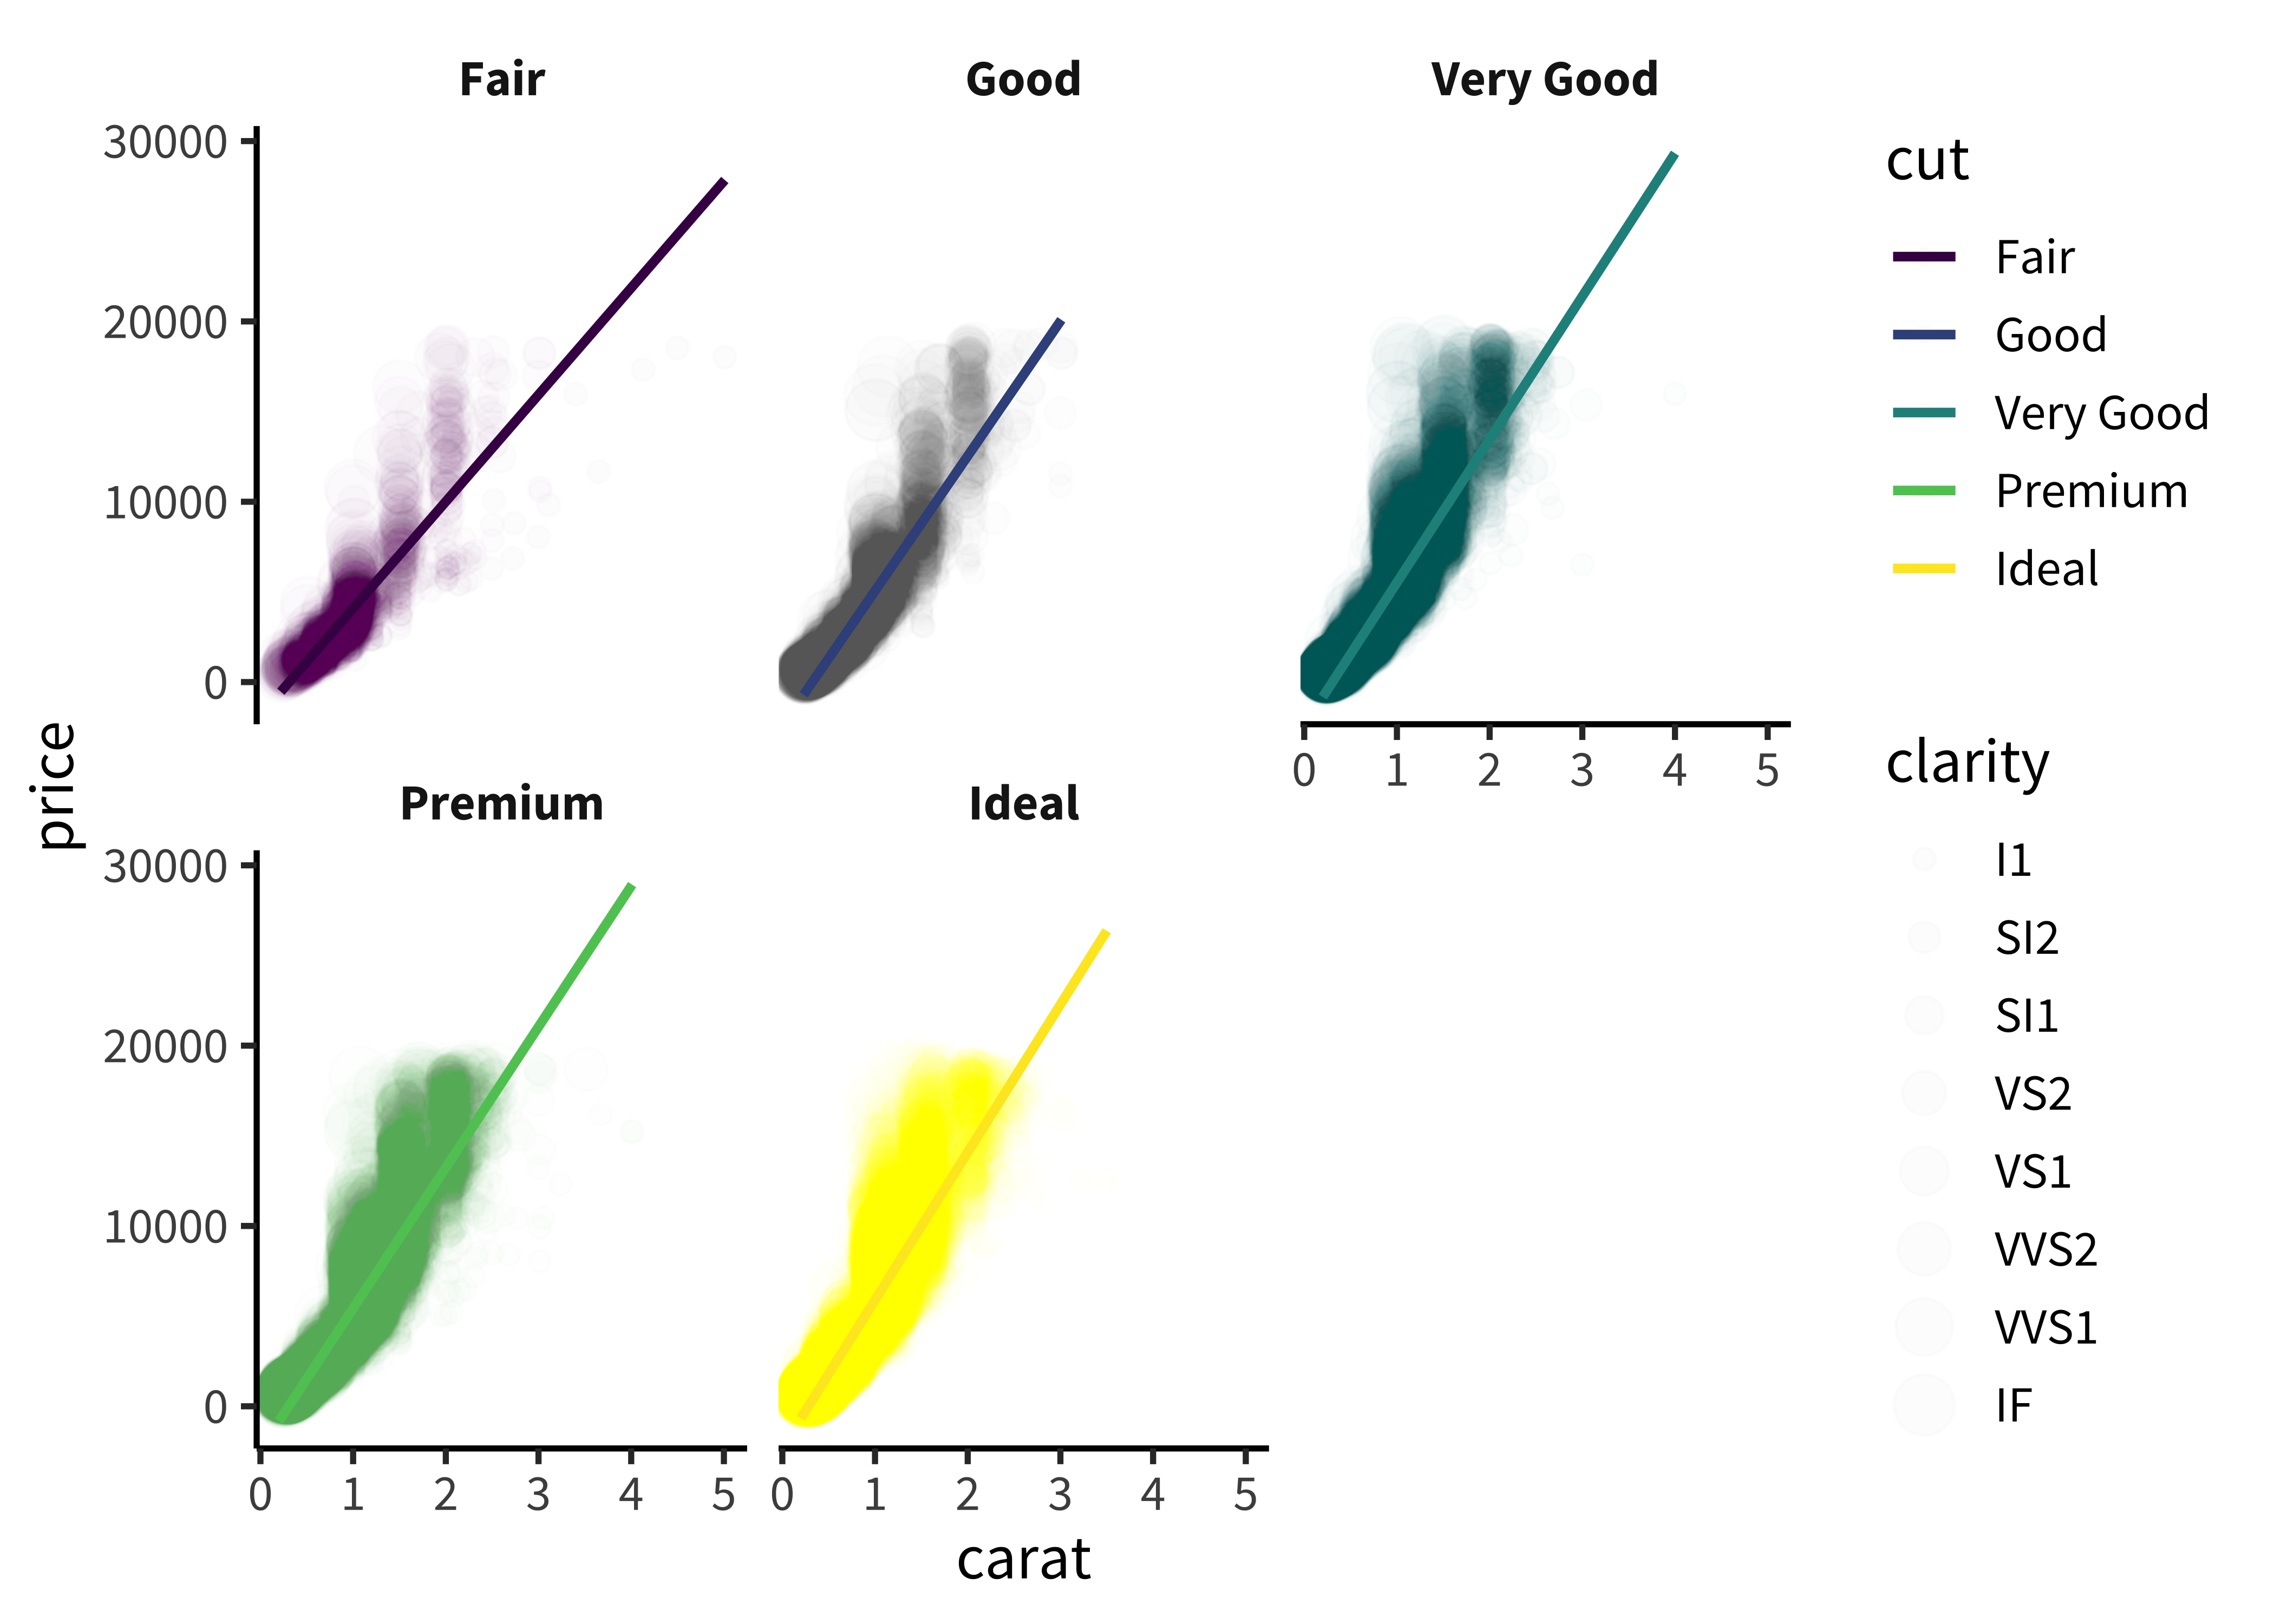 Fair
Good
Very Good
30000
20000
10000
0
0 1 2 3 4 5
price
Premium
Ideal
30000
20000
10000
0
0 1 2 3 4 5
0 1 2 3 4 5
carat
cut
Fair
Good
Very Good
Premium
Ideal
clarity
I1
SI2
SI1
VS2
VS1
VVS2
VVS1
IF